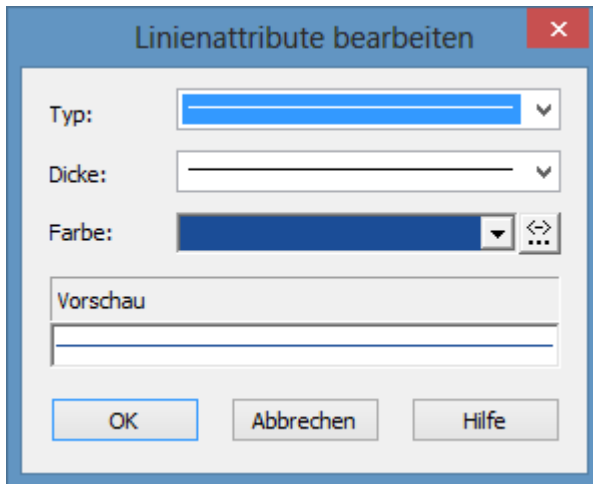 Linienattribute bearbeiten
Typ:
Dicke:
Farbe:
Vorschau
OK Abbrechen Hilfe